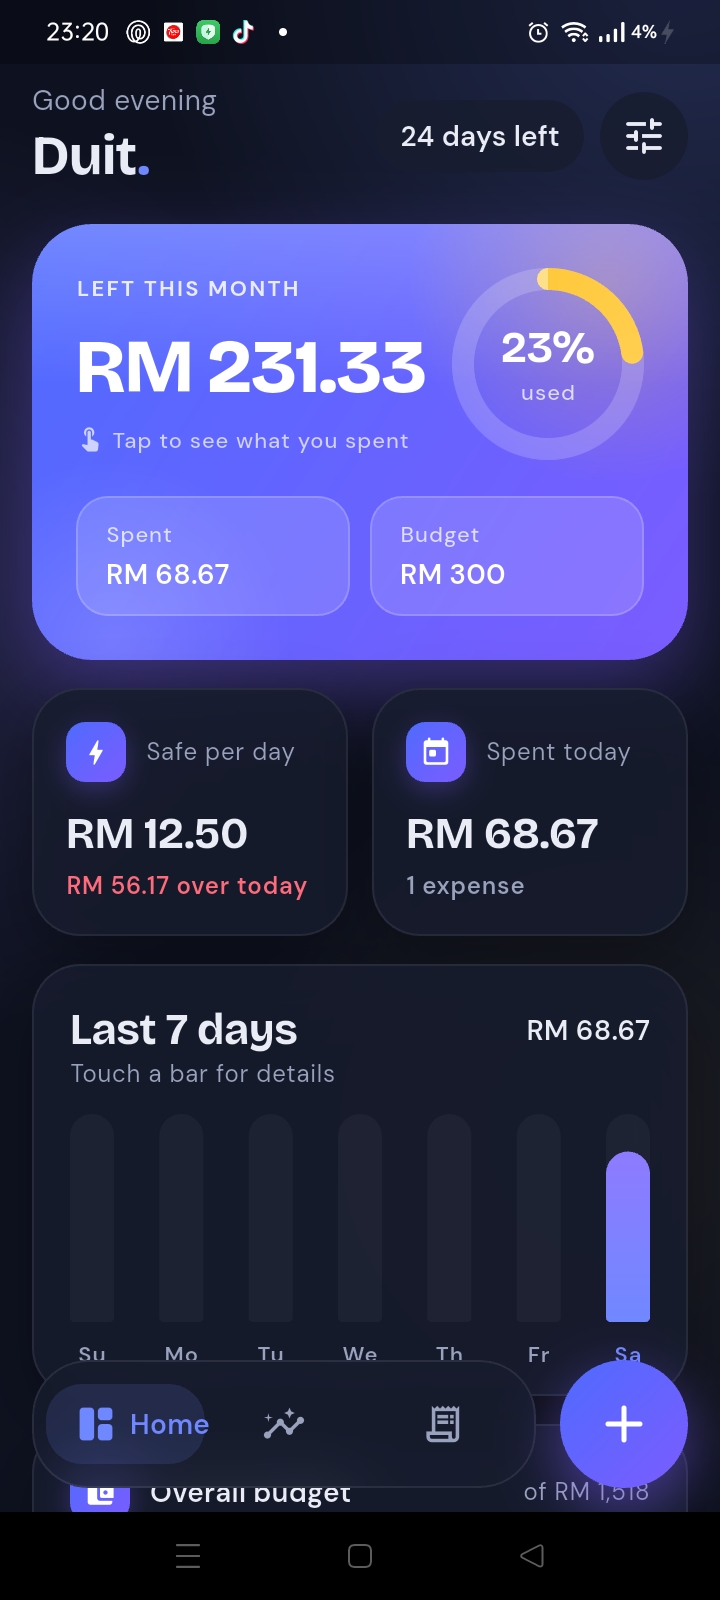 23:20
4%
Good evening
Duit.
24 days left
LEFT THIS MONTH
RM 231.33
23%
used
Tap to see what you spent
Spent
RM 68.67
Budget
RM 300
Safe per day
RM 12.50
RM 56.17 over today
Spent today
RM 68.67
1 expense
Last 7 days
RM 68.67
Touch a bar for details
Su Mo Tu We Th Fr Sa
Home
Overall budget
of RM 1,518